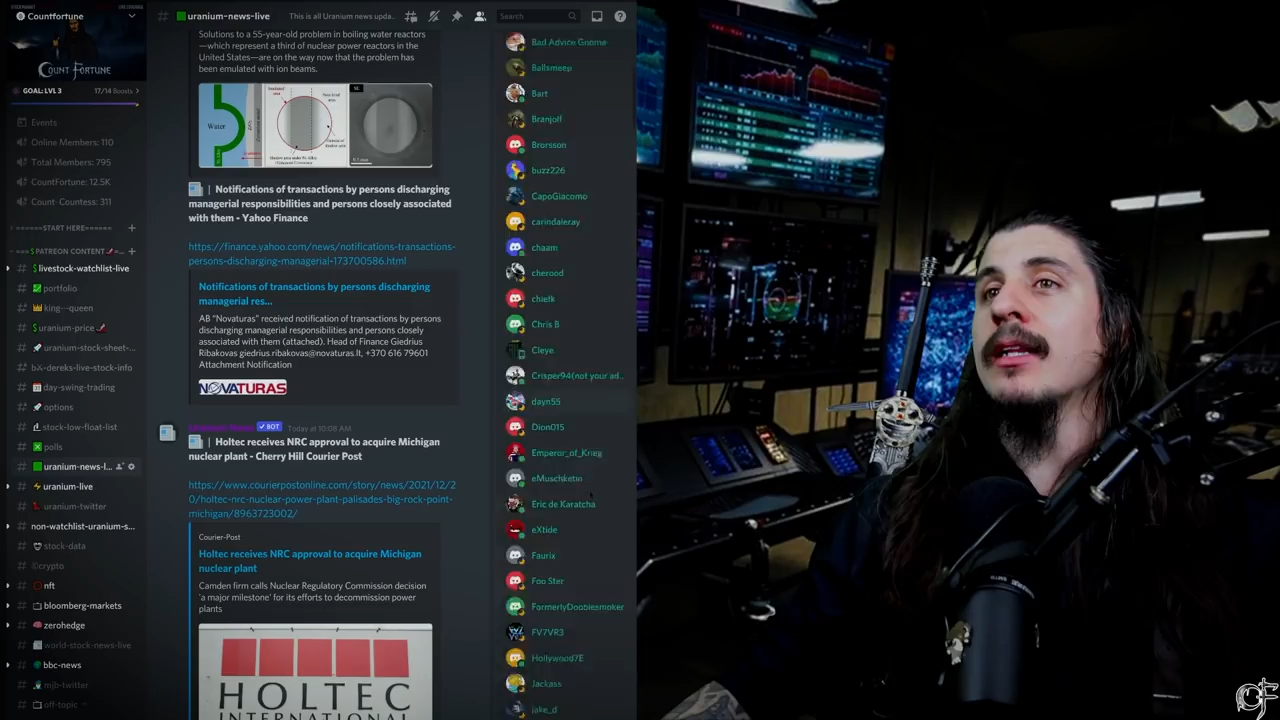 Countfortune
COUNT FORTUNE
GOAL: LVL 3
17/14 Boosts
Events
Online Members: 110
Total Members: 795
CountFortune: 12.5K
Count-Countess: 311
======START HERE======
PATREON CONTENT
livestock-watchlist-live
portfolio
king---queen
uranium-price
uranium-stock-sheet-...
dereks-live-stock-info
day-swing-trading
options
stock-low-float-list
polls
uranium-news-l...
uranium-live
uranium-twitter
non-watchlist-uranium-s...
stock-data
crypto
nft
bloomberg-markets
zerohedge
world-stock-news-live
bbc-news
mjb-twitter
off-topic
uranium-news-live
This is all Uranium news upda..
Search
Solutions to a 55-year-old problem in boiling water reactors
—which represent a third of nuclear power reactors in the
United States—are on the way now that the problem has
been emulated with ion beams.
Water
Notifications of transactions by persons discharging
managerial responsibilities and persons closely associated
with them - Yahoo Finance
https://finance.yahoo.com/news/notifications-transactions-
persons-discharging-managerial-173700586.html
Notifications of transactions by persons discharging
managerial res...
AB "Novaturas" received notification of transactions by persons
discharging managerial responsibilities and persons closely
associated with them (attached). Head of Finance Giedrius
Ribakovas giedrius.ribakovas@novaturas.lt, +370 616 79601
Attachment Notification
NOVATURAS
BOT
Today at 10:08 AM
Holtec receives NRC approval to acquire Michigan
nuclear plant - Cherry Hill Courier Post
https://www.courierpostonline.com/story/news/2021/12/2
0/holtec-nrc-nuclear-power-plant-palisades-big-rock-point-
michigan/8963723002/
Courier-Post
Holtec receives NRC approval to acquire Michigan
nuclear plant
Camden firm calls Nuclear Regulatory Commission decision
'a major milestone' for its efforts to decommission power
plants
HOLTEC
INTERNATIONAL
Bad Advice Gnome
Ballsmeep
Bart
Branjolf
Brorsson
buzz226
CapoGiacomo
carindaleray
chaam
cherood
chiefk
Chris B
Cleye
Crisper94(not your ad..
dayn55
Dion015
Emperor_of_Krieg
eMuschketin
Eric de Karatcha
eXtide
Faurix
Foo Ster
FormerlyDoobiesmoker
FV7VR3
Hollywood7E
Jackass
jake_d
CF